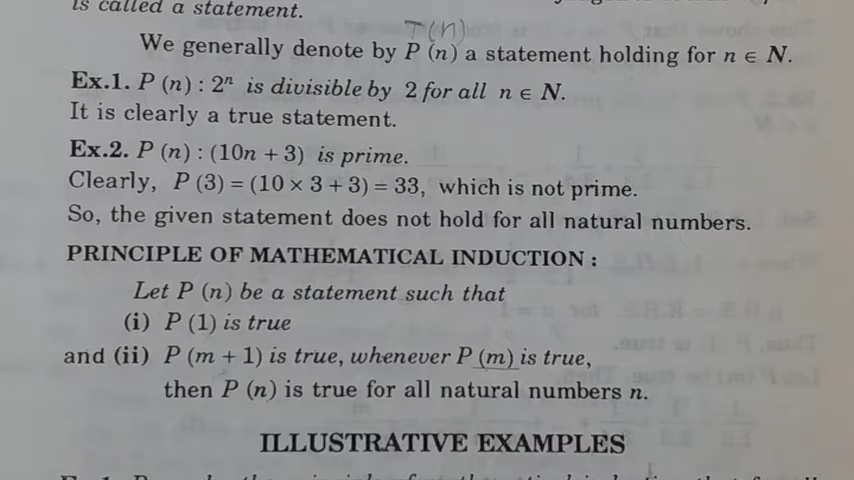 is called a statement.
T(n)
We generally denote by P (n) a statement holding for n ∈ N.
Ex.1. P (n) : 2ⁿ is divisible by 2 for all n ∈ N.
It is clearly a true statement.
Ex.2. P (n) : (10n + 3) is prime.
Clearly, P (3) = (10 × 3 + 3) = 33, which is not prime.
So, the given statement does not hold for all natural numbers.
PRINCIPLE OF MATHEMATICAL INDUCTION :
Let P (n) be a statement such that
(i) P (1) is true
and (ii) P (m + 1) is true, whenever P (m) is true,
then P (n) is true for all natural numbers n.
ILLUSTRATIVE EXAMPLES